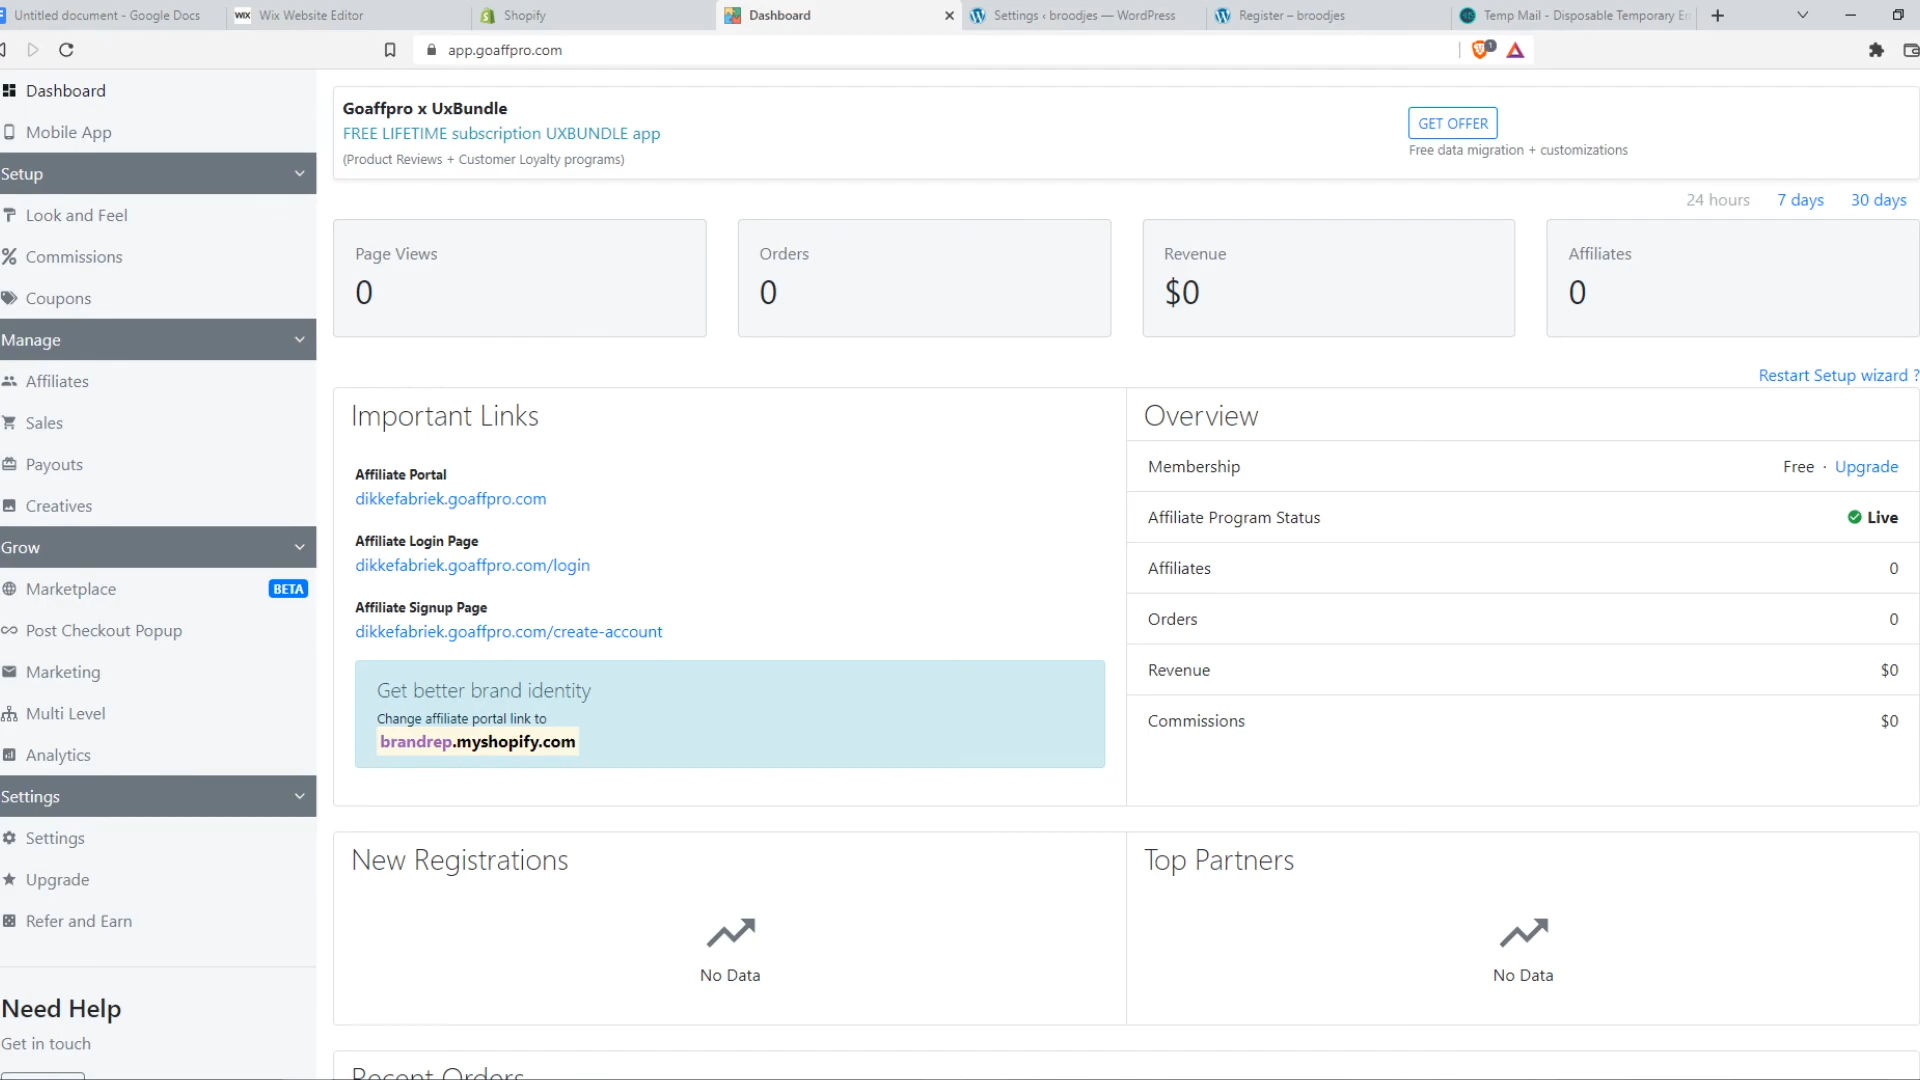 Untitled document - Google Docs
WIX Wix Website Editor
Shopify
Dashboard
Settings ‹ broodjes — WordPress
Register – broodjes
Temp Mail - Disposable Temporary
app.goaffpro.com
1
Dashboard
Mobile App
Setup
Look and Feel
Commissions
Coupons
Manage
Affiliates
Sales
Payouts
Creatives
Grow
Marketplace BETA
Post Checkout Popup
Marketing
Multi Level
Analytics
Settings
Settings
Upgrade
Refer and Earn
Need Help
Get in touch
Goaffpro x UxBundle
FREE LIFETIME subscription UXBUNDLE app
(Product Reviews + Customer Loyalty programs)
GET OFFER
Free data migration + customizations
24 hours 7 days 30 days
Page Views
0
Orders
0
Revenue
$0
Affiliates
0
Restart Setup wizard ?
Important Links
Affiliate Portal
dikkefabriek.goaffpro.com
Affiliate Login Page
dikkefabriek.goaffpro.com/login
Affiliate Signup Page
dikkefabriek.goaffpro.com/create-account
Get better brand identity
Change affiliate portal link to
brandrep.myshopify.com
Overview
Membership Free · Upgrade
Affiliate Program Status Live
Affiliates 0
Orders 0
Revenue $0
Commissions $0
New Registrations
No Data
Top Partners
No Data
Recent Orders